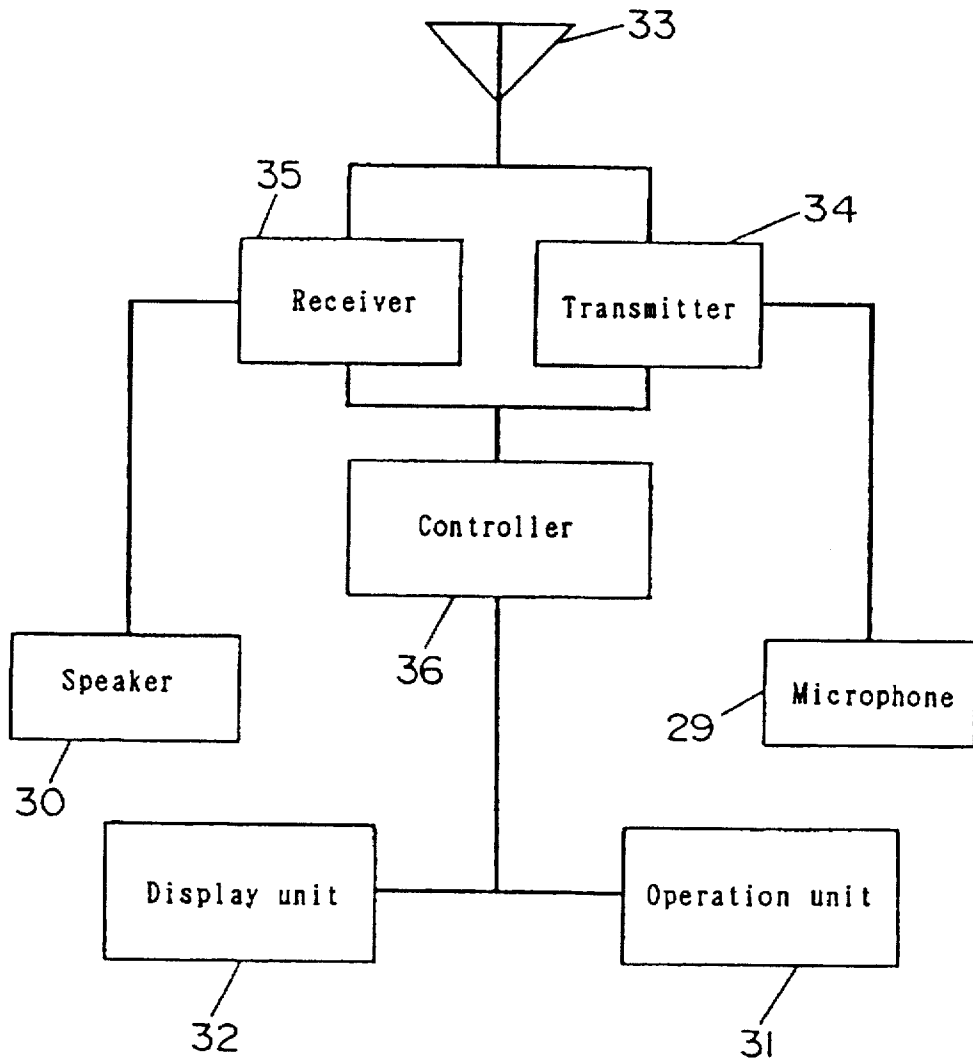 33
35
34
Receiver
Transmitter
Controller
36
Speaker
30
Microphone
29
Display unit
32
Operation unit
31